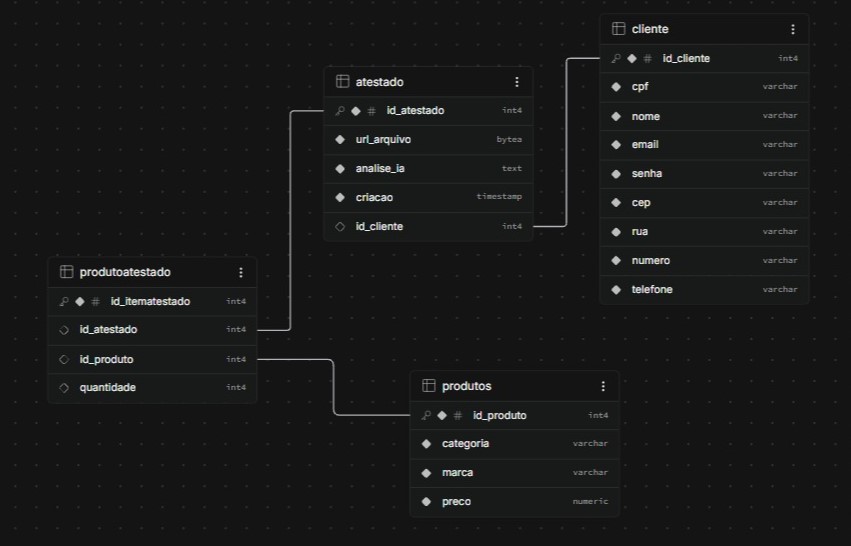 cliente
# id_cliente int4
cpf varchar
nome varchar
email varchar
senha varchar
cep varchar
rua varchar
numero varchar
telefone varchar
atestado
# id_atestado int4
url_arquivo bytea
analise_ia text
criacao timestamp
id_cliente int4
produtoatestado
# id_itematestado int4
id_atestado int4
id_produto int4
quantidade int4
produtos
# id_produto int4
categoria varchar
marca varchar
preco numeric